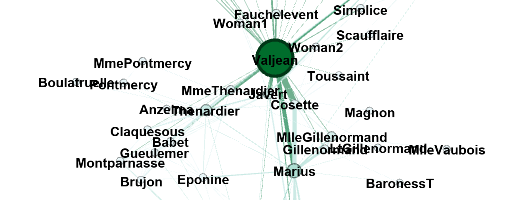 Fauchelevent
Simplice
Woman1
Scaufflaire
Woman2
Valjean
MmePontmercy
Toussaint
Boulatruelle
Pontmercy
MmeThenardier
Javert
Cosette
Anzelma
Thenardier
Magnon
Claquesous
MlleGillenormand
Babet
Gillenormand
LtGillenormand
MlleVaubois
Gueulemer
Montparnasse
Marius
Brujon
Eponine
BaronessT